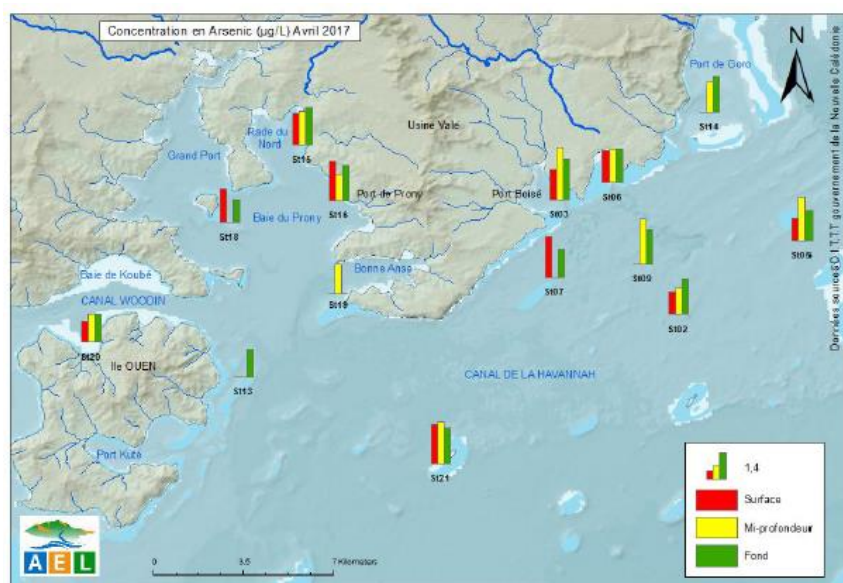 Concentration en Arsenic (µg/L) Avril 2017
N
Port de Goro
St14
Usine Valé
Rade du
Nord
St15
Grand Port
St16
Port de Prony
Port Boisé
St03
St06
St18
Baie du Prony
St05
Baie de Koubé
Bonne Anse
St19
St07
St09
CANAL WOODIN
St02
St20
Ile OUEN
St13
CANAL DE LA HAVANNAH
Port Kuté
St21
1,4
Surface
Mi-profondeur
Fond
AEL
0 3.5 7 Kilometers
Données source gouvernement de la Nouvelle Calédonie